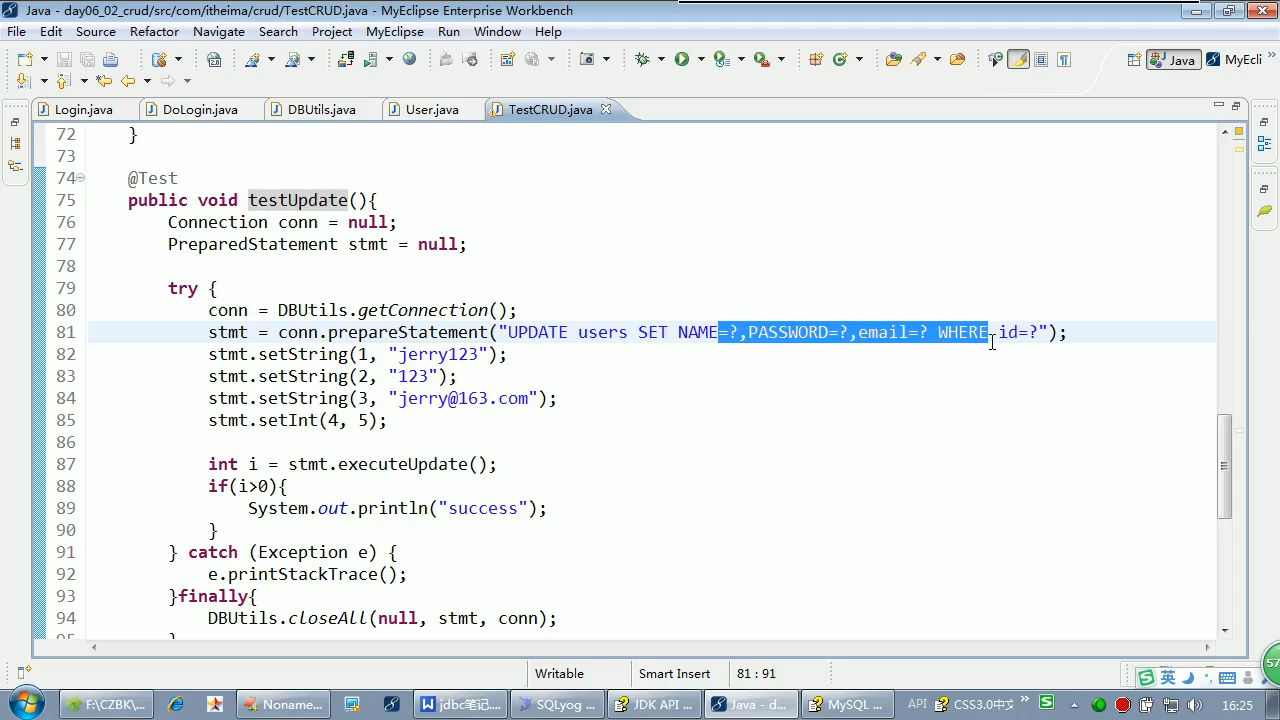 Java - day06_02_crud/src/com/itheima/crud/TestCRUD.java - MyEclipse Enterprise Workbench
File Edit Source Refactor Navigate Search Project MyEclipse Run Window Help
Java MyEcli
Login.java DoLogin.java DBUtils.java User.java TestCRUD.java
72 }
73
74 @Test
75 public void testUpdate(){
76 Connection conn = null;
77 PreparedStatement stmt = null;
78
79 try {
80 conn = DBUtils.getConnection();
81 stmt = conn.prepareStatement("UPDATE users SET NAME=?,PASSWORD=?,email=? WHERE id=?");
82 stmt.setString(1, "jerry123");
83 stmt.setString(2, "123");
84 stmt.setString(3, "jerry@163.com");
85 stmt.setInt(4, 5);
86
87 int i = stmt.executeUpdate();
88 if(i>0){
89 System.out.println("success");
90 }
91 } catch (Exception e) {
92 e.printStackTrace();
93 }finally{
94 DBUtils.closeAll(null, stmt, conn);
95 }
Writable Smart Insert 81 : 91
57
英
F:\CZBK\... Noname... jdbc笔记... SQLyog ... JDK API ... Java - d... MySQL ... API CSS3.0中文 16:25